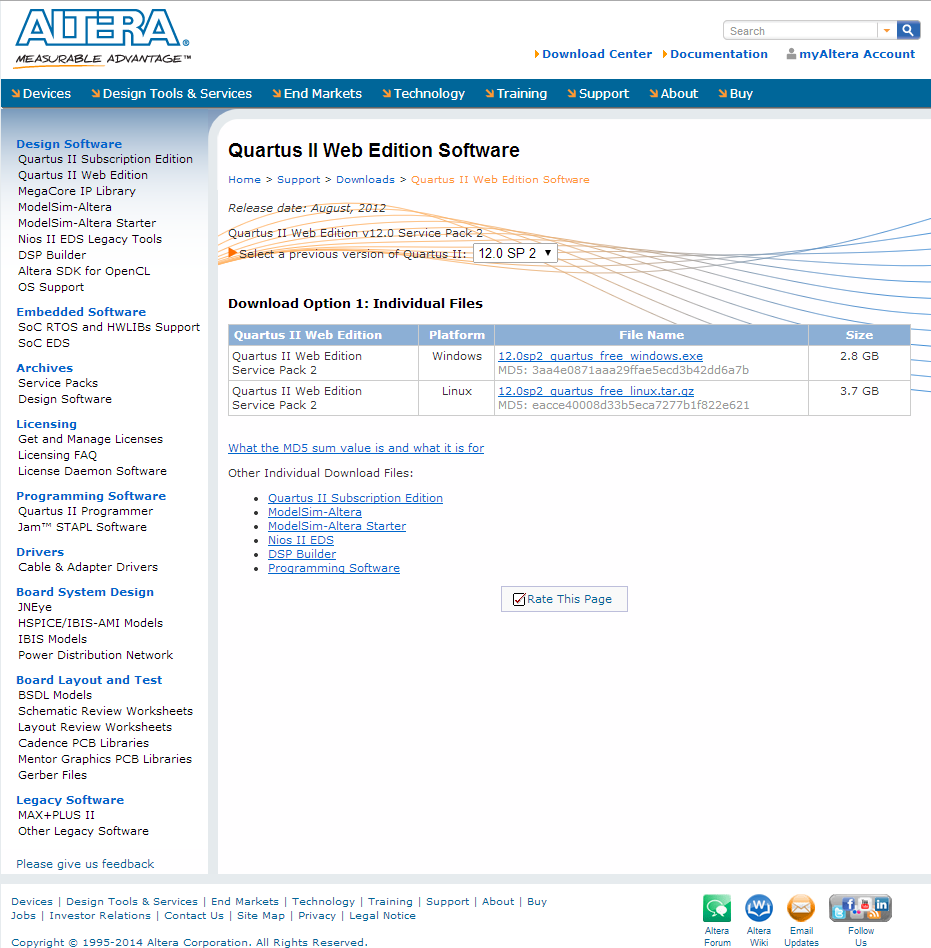 ALTERA®
MEASURABLE ADVANTAGE™
Search
Download Center Documentation myAltera Account
Devices Design Tools & Services End Markets Technology Training Support About Buy
Design Software
Quartus II Subscription Edition
Quartus II Web Edition
MegaCore IP Library
ModelSim-Altera
ModelSim-Altera Starter
Nios II EDS Legacy Tools
DSP Builder
Altera SDK for OpenCL
OS Support
Embedded Software
SoC RTOS and HWLIBs Support
SoC EDS
Archives
Service Packs
Design Software
Licensing
Get and Manage Licenses
Licensing FAQ
License Daemon Software
Programming Software
Quartus II Programmer
Jam™ STAPL Software
Drivers
Cable & Adapter Drivers
Board System Design
JNEye
HSPICE/IBIS-AMI Models
IBIS Models
Power Distribution Network
Board Layout and Test
BSDL Models
Schematic Review Worksheets
Layout Review Worksheets
Cadence PCB Libraries
Mentor Graphics PCB Libraries
Gerber Files
Legacy Software
MAX+PLUS II
Other Legacy Software
Please give us feedback
Quartus II Web Edition Software
Home > Support > Downloads > Quartus II Web Edition Software
Release date: August, 2012
Quartus II Web Edition v12.0 Service Pack 2
Select a previous version of Quartus II: 12.0 SP 2
Download Option 1: Individual Files
Quartus II Web Edition Platform File Name Size
Quartus II Web Edition Windows 12.0sp2_quartus_free_windows.exe 2.8 GB
Service Pack 2 MD5: 3aa4e0871aaa29ffae5ecd3b42dd6a7b
Quartus II Web Edition Linux 12.0sp2_quartus_free_linux.tar.gz 3.7 GB
Service Pack 2 MD5: eacce40008d33b5eca7277b1f822e621
What the MD5 sum value is and what it is for
Other Individual Download Files:
• Quartus II Subscription Edition
• ModelSim-Altera
• ModelSim-Altera Starter
• Nios II EDS
• DSP Builder
• Programming Software
Rate This Page
Devices | Design Tools & Services | End Markets | Technology | Training | Support | About | Buy
Jobs | Investor Relations | Contact Us | Site Map | Privacy | Legal Notice
Copyright © 1995-2014 Altera Corporation. All Rights Reserved.
Altera
Forum
Altera
Wiki
Email
Updates
Follow
Us